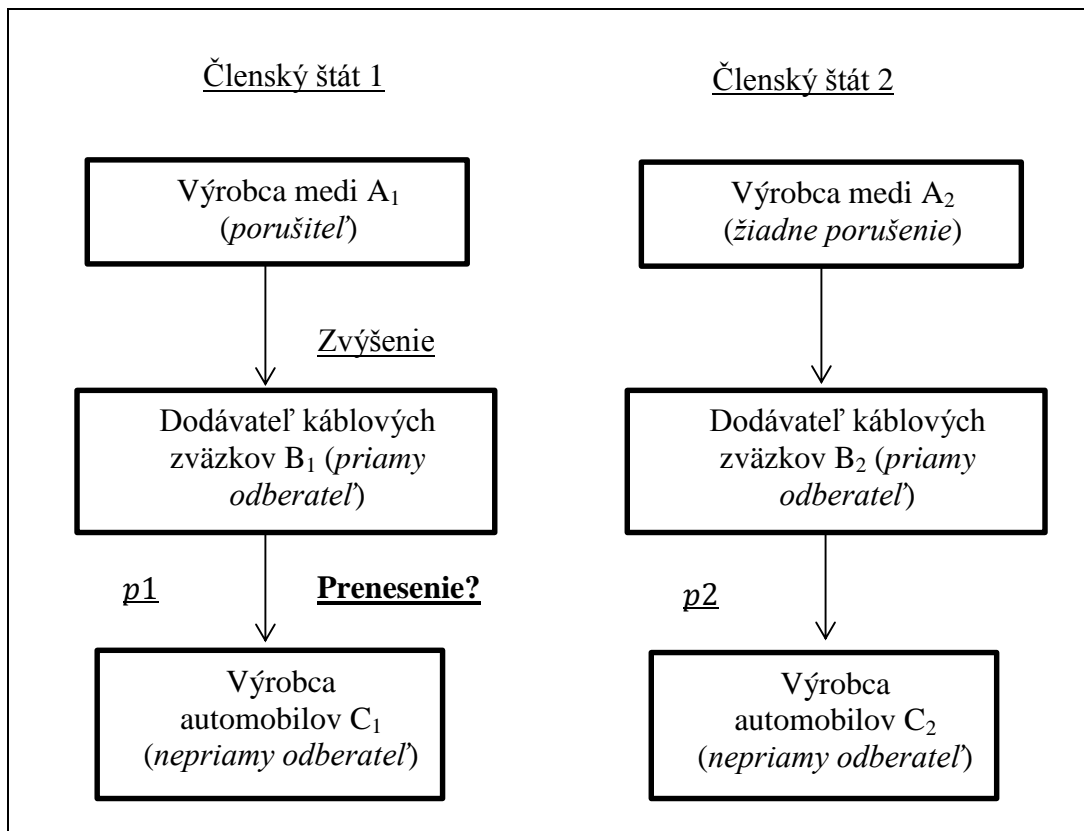 Členský štát 1
Členský štát 2
Výrobca medi A₁
(porušiteľ)
Výrobca medi A₂
(žiadne porušenie)
Zvýšenie
Dodávateľ káblových
zväzkov B₁ (priamy
odberateľ)
Dodávateľ káblových
zväzkov B₂ (priamy
odberateľ)
p1
Prenesenie?
p2
Výrobca
automobilov C₁
(nepriamy odberateľ)
Výrobca
automobilov C₂
(nepriamy odberateľ)